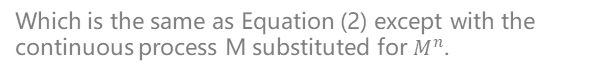 Which is the same as Equation (2) except with the
continuous process M substituted for Mⁿ.